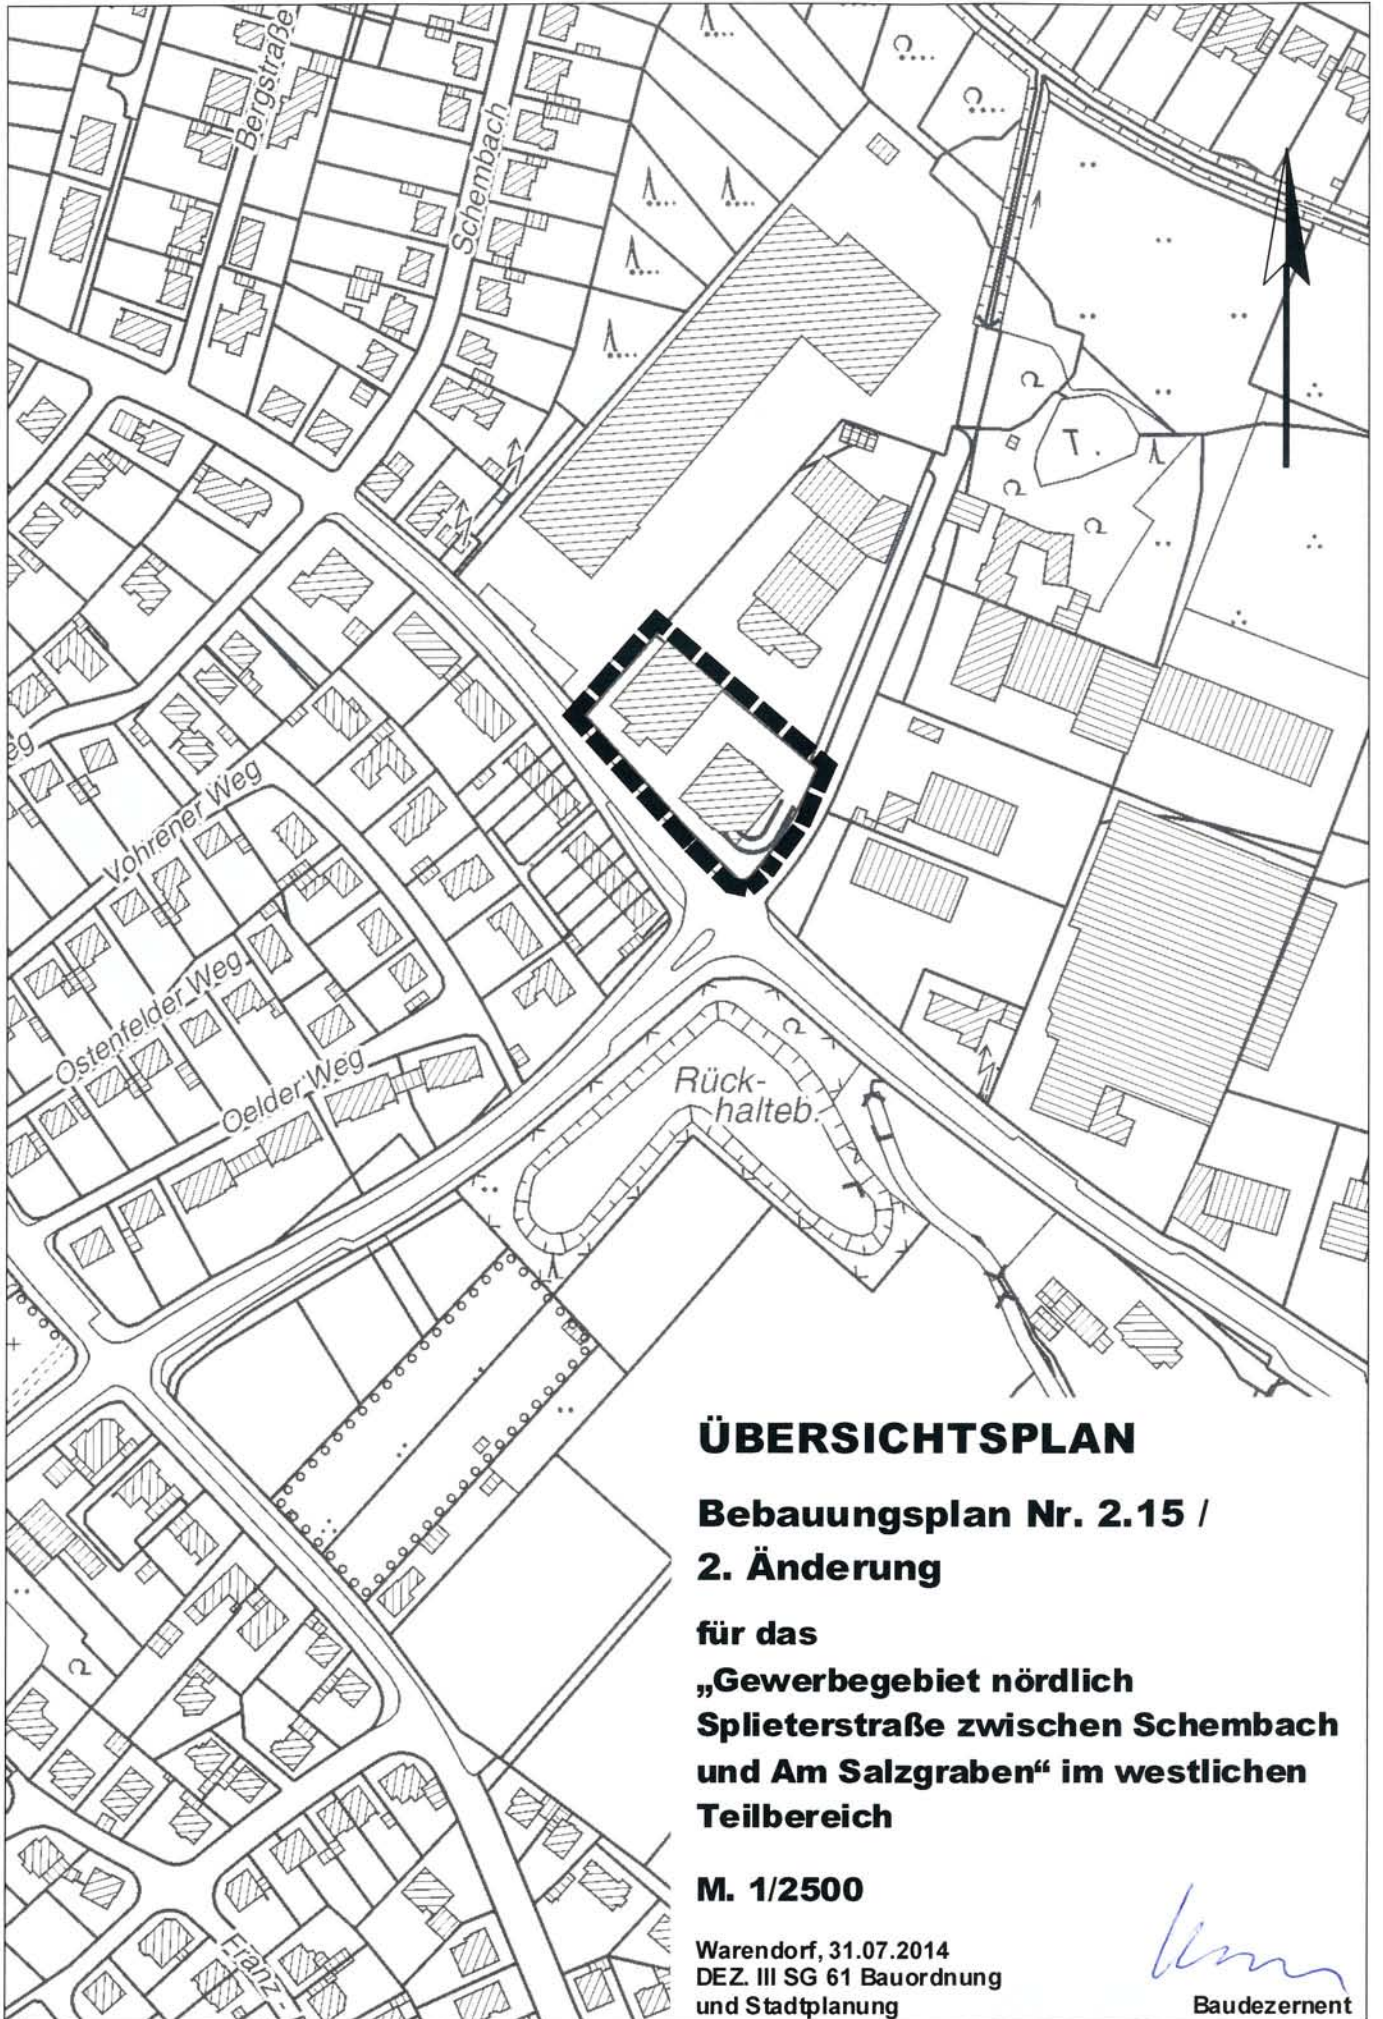 Bergstraße
Schembach
T.
eg
Vohrener Weg
Ostenfelder Weg
Oelder Weg
Rück-
halteb.
Franz-
ÜBERSICHTSPLAN
Bebauungsplan Nr. 2.15 /
2. Änderung
für das
„Gewerbegebiet nördlich
Splieterstraße zwischen Schembach
und Am Salzgraben“ im westlichen
Teilbereich
M. 1/2500
Warendorf, 31.07.2014
DEZ. III SG 61 Bauordnung
und Stadtplanung
Baudezernent